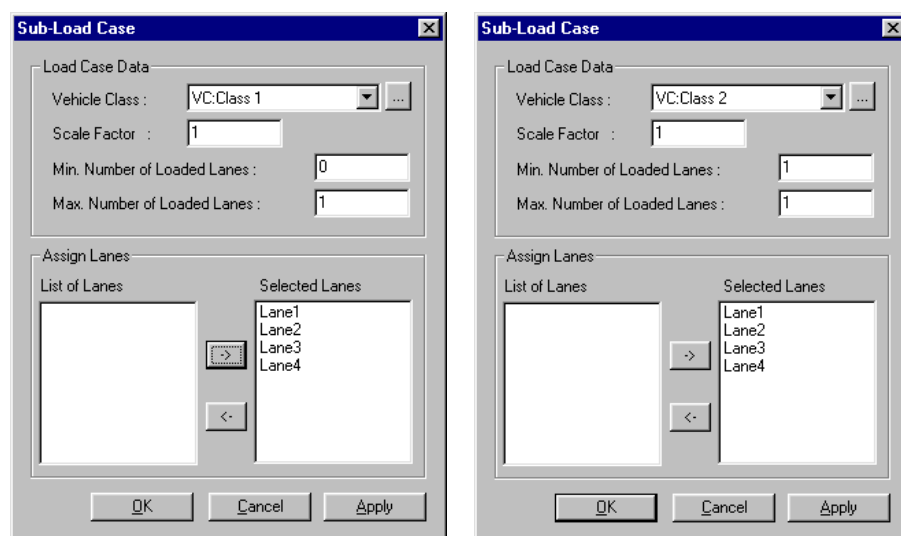 Sub-Load Case
Load Case Data
Vehicle Class :
VC:Class 1
...
Scale Factor :
1
Min. Number of Loaded Lanes :
0
Max. Number of Loaded Lanes :
1
Assign Lanes
List of Lanes
Selected Lanes
Lane1
Lane2
Lane3
Lane4
->
<-
OK
Cancel
Apply
Sub-Load Case
Load Case Data
Vehicle Class :
VC:Class 2
...
Scale Factor :
1
Min. Number of Loaded Lanes :
1
Max. Number of Loaded Lanes :
1
Assign Lanes
List of Lanes
Selected Lanes
Lane1
Lane2
Lane3
Lane4
->
<-
OK
Cancel
Apply